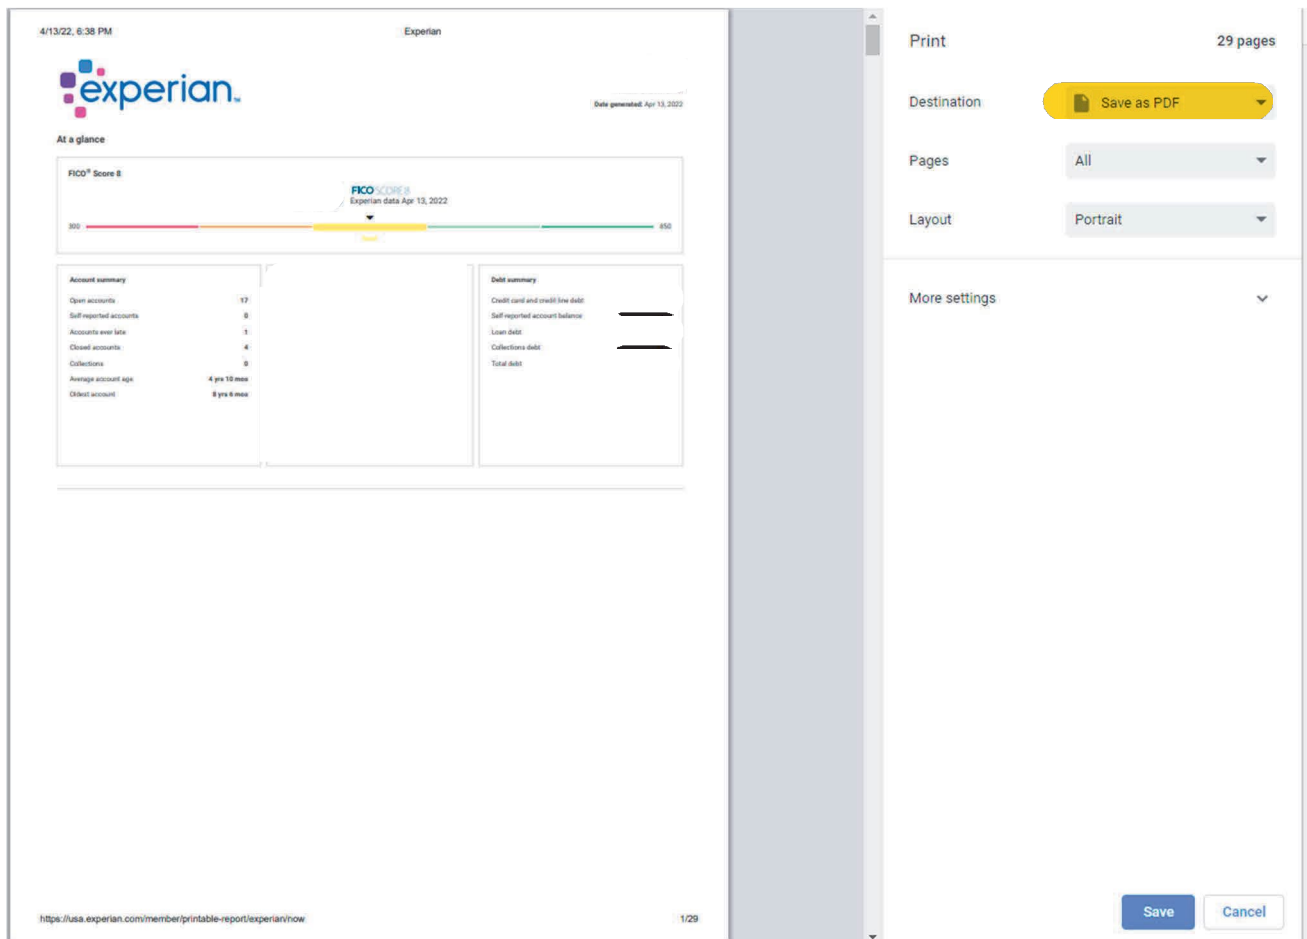 4/13/22, 6:38 PM
Experian
experian™
Date generated: Apr 13, 2022
At a glance
FICO® Score 8
FICO SCORE 8
Experian data Apr 13, 2022
300
850
Account summary
Open accounts 17
Self-reported accounts 0
Accounts ever late 1
Closed accounts 4
Collections 0
Average account age 4 yrs 10 mos
Oldest account 8 yrs 6 mos
Debt summary
Credit card and credit line debt
Self-reported account balance
Loan debt
Collections debt
Total debt
https://usa.experian.com/member/printable-report/experian/now
1/29
Print
29 pages
Destination
Save as PDF
Pages
All
Layout
Portrait
More settings
Save
Cancel